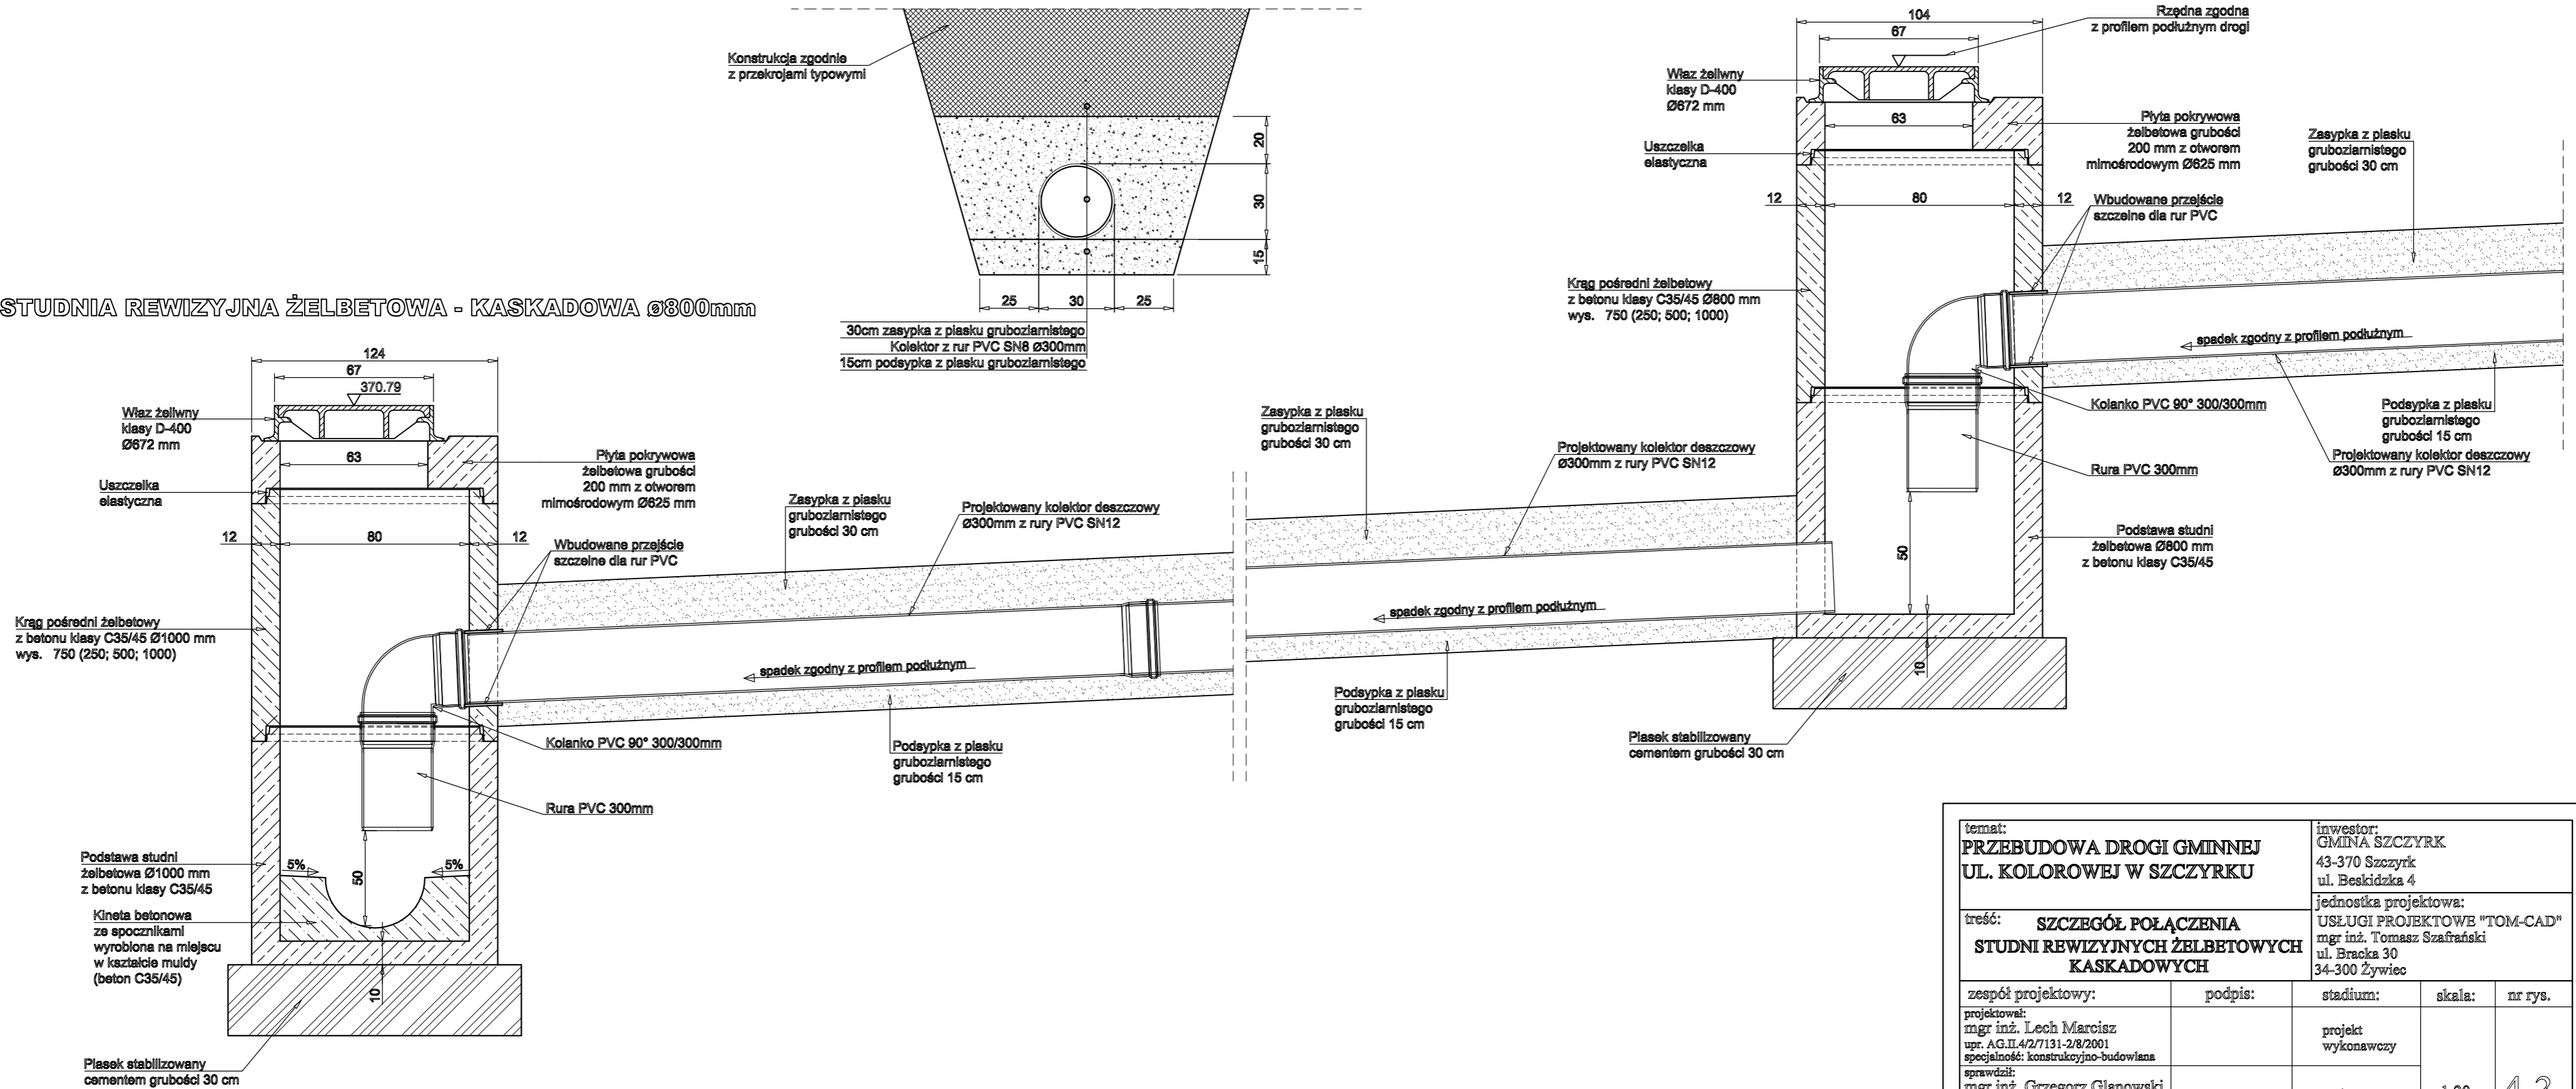 Konstrukcja zgodnie
z przekrojami typowymi
20
30
15
25
30
25
30cm zasypka z piasku gruboziarnistego
Kolektor z rur PVC SN8 Ø300mm
15cm podsypka z piasku gruboziarnistego
STUDNIA REWIZYJNA ŻELBETOWA - KASKADOWA Ø800mm
124
67
370.79
Właz żeliwny
klasy D-400
Ø672 mm
63
Płyta pokrywowa
żelbetowa grubości
200 mm z otworem
mimośrodowym Ø625 mm
Uszczelka
elastyczna
12
80
12
Wbudowane przejście
szczelne dla rur PVC
Zasypka z piasku
gruboziarnistego
grubości 30 cm
Projektowany kolektor deszczowy
Ø300mm z rury PVC SN12
Krąg pośredni żelbetowy
z betonu klasy C35/45 Ø1000 mm
wys. 750 (250; 500; 1000)
spadek zgodny z profilem podłużnym
Kolanko PVC 90° 300/300mm
Podsypka z piasku
gruboziarnistego
grubości 15 cm
Rura PVC 300mm
Podstawa studni
żelbetowa Ø1000 mm
z betonu klasy C35/45
5%
5%
50
Kineta betonowa
ze spocznikami
wyrobiona na miejscu
w kształcie muldy
(beton C35/45)
10
Piasek stabilizowany
cementem grubości 30 cm
104
67
Rzędna zgodna
z profilem podłużnym drogi
Właz żeliwny
klasy D-400
Ø672 mm
63
Płyta pokrywowa
żelbetowa grubości
200 mm z otworem
mimośrodowym Ø625 mm
Zasypka z piasku
gruboziarnistego
grubości 30 cm
Uszczelka
elastyczna
12
80
12
Wbudowane przejście
szczelne dla rur PVC
Krąg pośredni żelbetowy
z betonu klasy C35/45 Ø800 mm
wys. 750 (250; 500; 1000)
spadek zgodny z profilem podłużnym
Kolanko PVC 90° 300/300mm
Podsypka z piasku
gruboziarnistego
grubości 15 cm
Projektowany kolektor deszczowy
Ø300mm z rury PVC SN12
Rura PVC 300mm
Zasypka z piasku
gruboziarnistego
grubości 30 cm
Projektowany kolektor deszczowy
Ø300mm z rury PVC SN12
50
Podstawa studni
żelbetowa Ø800 mm
z betonu klasy C35/45
spadek zgodny z profilem podłużnym
10
Podsypka z piasku
gruboziarnistego
grubości 15 cm
Piasek stabilizowany
cementem grubości 30 cm
temat:
PRZEBUDOWA DROGI GMINNEJ
UL. KOLOROWEJ W SZCZYRKU
inwestor:
GMINA SZCZYRK
43-370 Szczyrk
ul. Beskidzka 4
treść:
SZCZEGÓŁ POŁĄCZENIA
STUDNI REWIZYJNYCH ŻELBETOWYCH
KASKADOWYCH
jednostka projektowa:
USŁUGI PROJEKTOWE "TOM-CAD"
mgr inż. Tomasz Szafrański
ul. Bracka 30
34-300 Żywiec
zespół projektowy:
podpis:
stadium:
skala:
nr rys.
projektował:
mgr inż. Lech Marcisz
upr. AG.II.4/2/7131-2/8/2001
specjalność: konstrukcyjno-budowlana
projekt
wykonawczy
sprawdził:
mgr inż. Grzegorz Glanowski